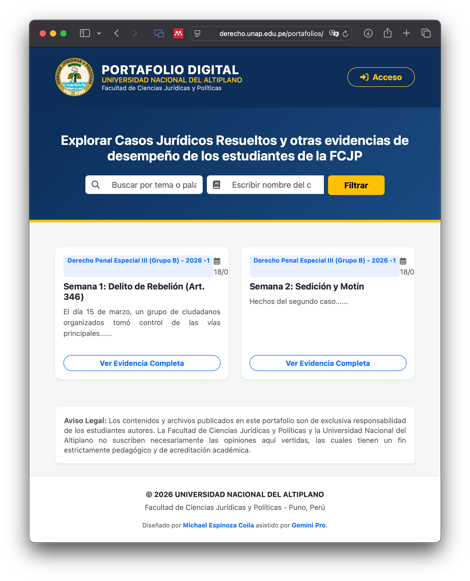 derecho.unap.edu.pe/portafolios/
PORTAFOLIO DIGITAL
UNIVERSIDAD NACIONAL DEL ALTIPLANO
Facultad de Ciencias Jurídicas y Políticas
Acceso
Explorar Casos Jurídicos Resueltos y otras evidencias de
desempeño de los estudiantes de la FCJP
Buscar por tema o pala
Escribir nombre del c
Filtrar
Derecho Penal Especial III (Grupo B) - 2026 -1
18/0
Semana 1: Delito de Rebelión (Art.
346)
El día 15 de marzo, un grupo de ciudadanos
organizados tomó control de las vías
principales......
Ver Evidencia Completa
Derecho Penal Especial III (Grupo B) - 2026 -1
18/0
Semana 2: Sedición y Motín
Hechos del segundo caso......
Ver Evidencia Completa
Aviso Legal: Los contenidos y archivos publicados en este portafolio son de exclusiva responsabilidad
de los estudiantes autores. La Facultad de Ciencias Jurídicas y Políticas y la Universidad Nacional del
Altiplano no suscriben necesariamente las opiniones aquí vertidas, las cuales tienen un fin
estrictamente pedagógico y de acreditación académica.
© 2026 UNIVERSIDAD NACIONAL DEL ALTIPLANO
Facultad de Ciencias Jurídicas y Políticas - Puno, Perú
Diseñado por Michael Espinoza Coila asistido por Gemini Pro.